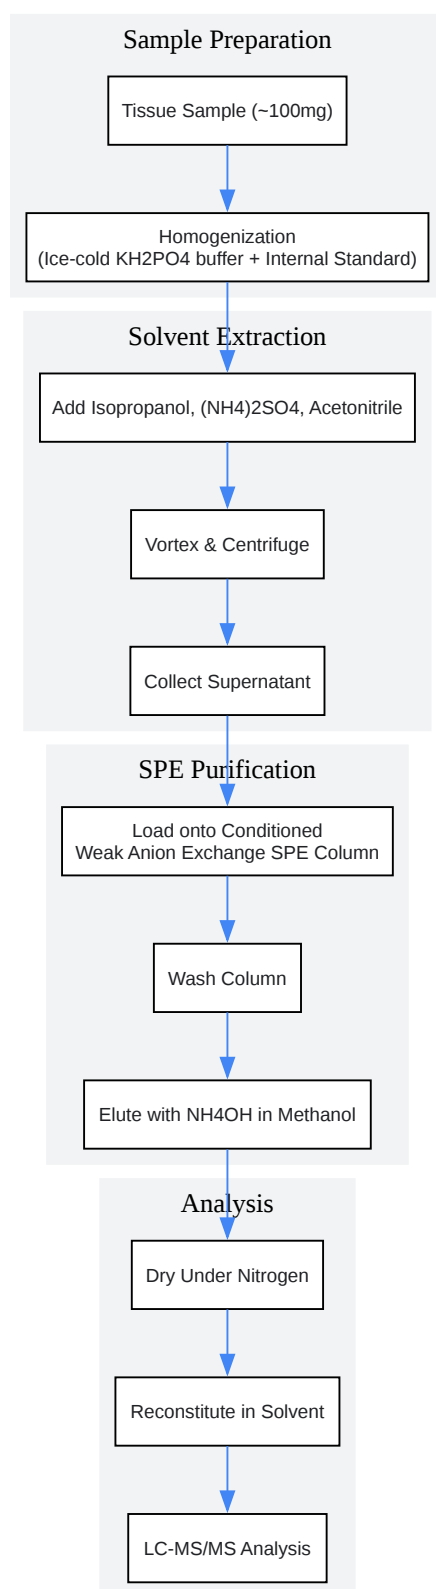 Sample Preparation
Tissue Sample (~100mg)
Homogenization
(Ice-cold KH2PO4 buffer + Internal Standard)
Solvent Extraction
Add Isopropanol, (NH4)2SO4, Acetonitrile
Vortex & Centrifuge
Collect Supernatant
SPE Purification
Load onto Conditioned
Weak Anion Exchange SPE Column
Wash Column
Elute with NH4OH in Methanol
Analysis
Dry Under Nitrogen
Reconstitute in Solvent
LC-MS/MS Analysis